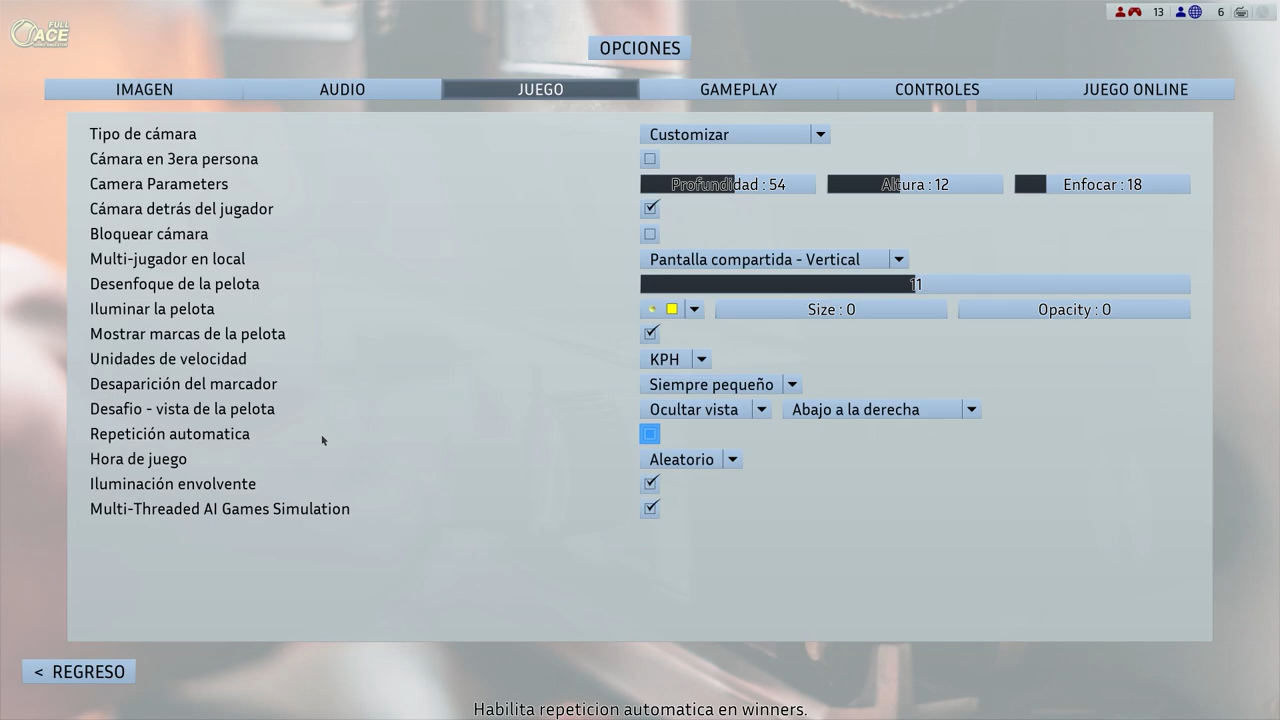 FULL
ACE
13
6
OPCIONES
IMAGEN AUDIO JUEGO GAMEPLAY CONTROLES JUEGO ONLINE
Tipo de cámara Customizar
Cámara en 3era persona
Camera Parameters Profundidad : 54 Altura : 12 Enfocar : 18
Cámara detrás del jugador
Bloquear cámara
Multi-jugador en local Pantalla compartida - Vertical
Desenfoque de la pelota 11
Iluminar la pelota Size : 0 Opacity : 0
Mostrar marcas de la pelota
Unidades de velocidad KPH
Desaparición del marcador Siempre pequeño
Desafio - vista de la pelota Ocultar vista Abajo a la derecha
Repetición automatica
Hora de juego Aleatorio
Iluminación envolvente
Multi-Threaded AI Games Simulation
< REGRESO
Habilita repeticion automatica en winners.